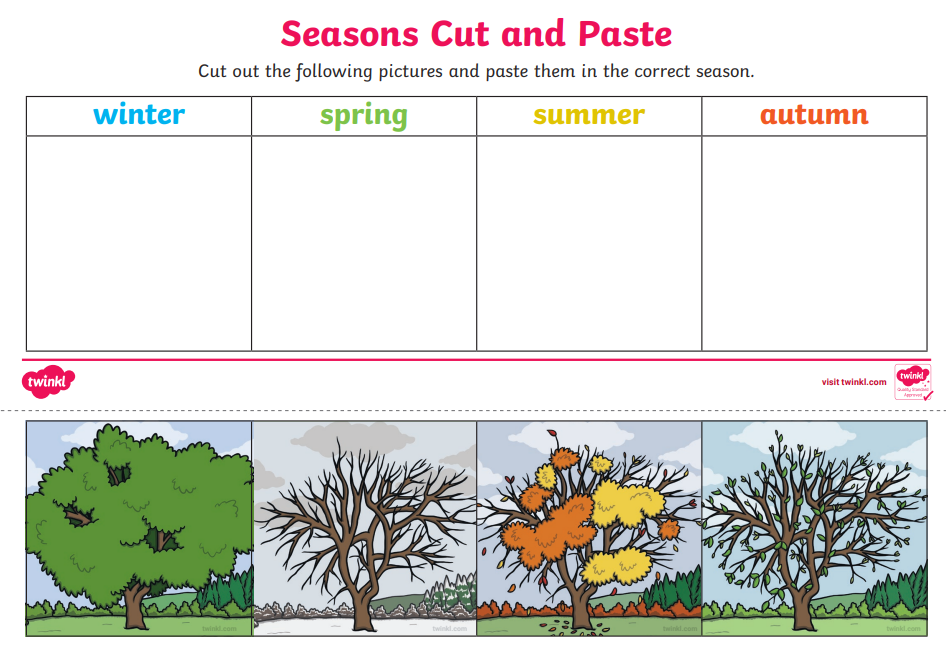 Seasons Cut and Paste
Cut out the following pictures and paste them in the correct season.
winter spring summer autumn
twinkl
visit twinkl.com
twinkl
Quality Standard
Approved
twinkl.com twinkl.com twinkl.com twinkl.com